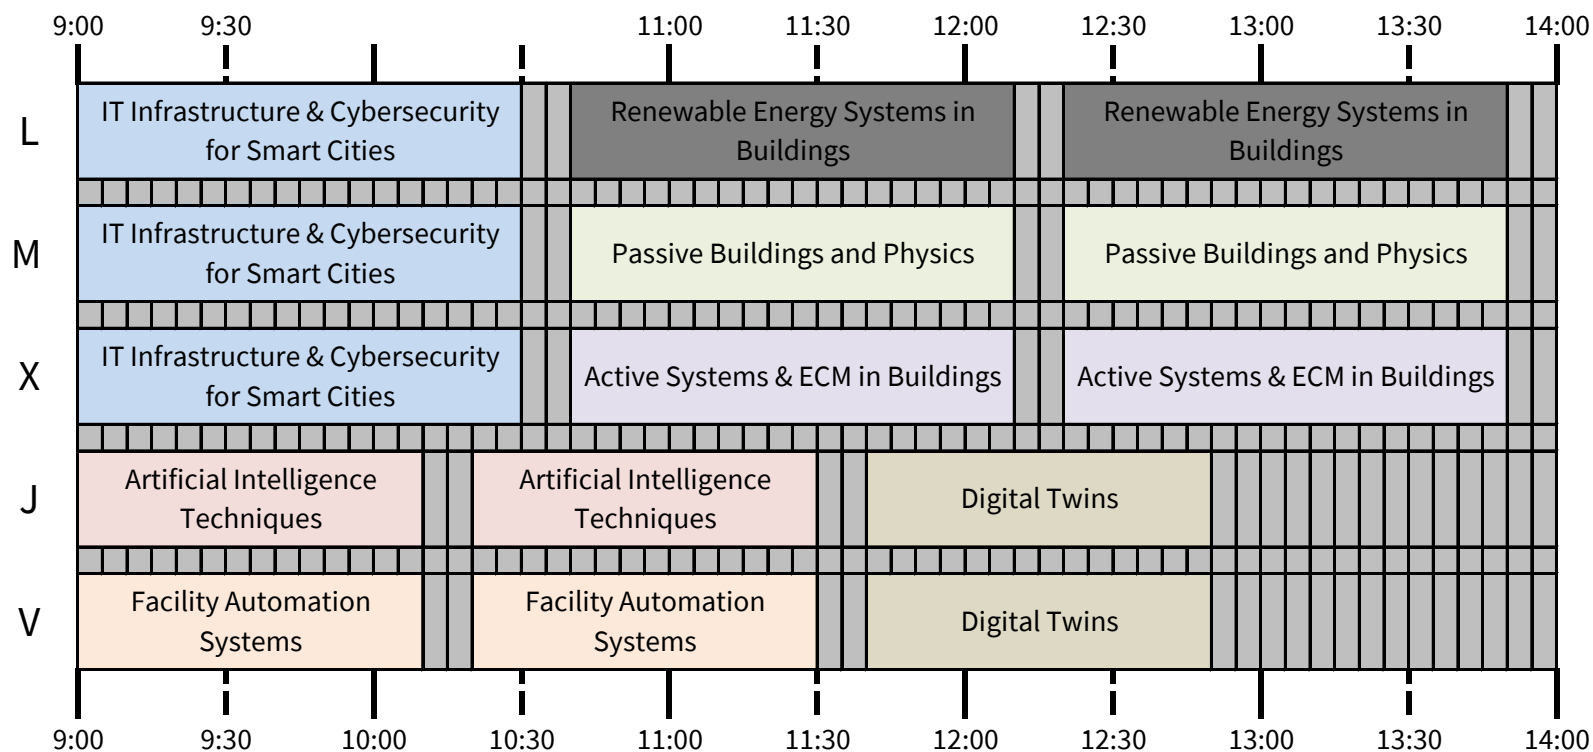 9:00 9:30 11:00 11:30 12:00 12:30 13:00 13:30 14:00
L
IT Infrastructure & Cybersecurity
for Smart Cities
Renewable Energy Systems in
Buildings
Renewable Energy Systems in
Buildings
M
IT Infrastructure & Cybersecurity
for Smart Cities
Passive Buildings and Physics
Passive Buildings and Physics
X
IT Infrastructure & Cybersecurity
for Smart Cities
Active Systems & ECM in Buildings
Active Systems & ECM in Buildings
J
Artificial Intelligence
Techniques
Artificial Intelligence
Techniques
Digital Twins
V
Facility Automation
Systems
Facility Automation
Systems
Digital Twins
9:00 9:30 10:00 10:30 11:00 11:30 12:00 12:30 13:00 13:30 14:00